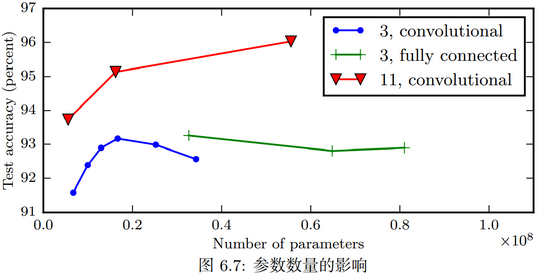 97
96
95
94
93
92
91
Test accuracy (percent)
3, convolutional
3, fully connected
11, convolutional
0.0 0.2 0.4 0.6 0.8 1.0
×10⁸
Number of parameters
图 6.7: 参数数量的影响